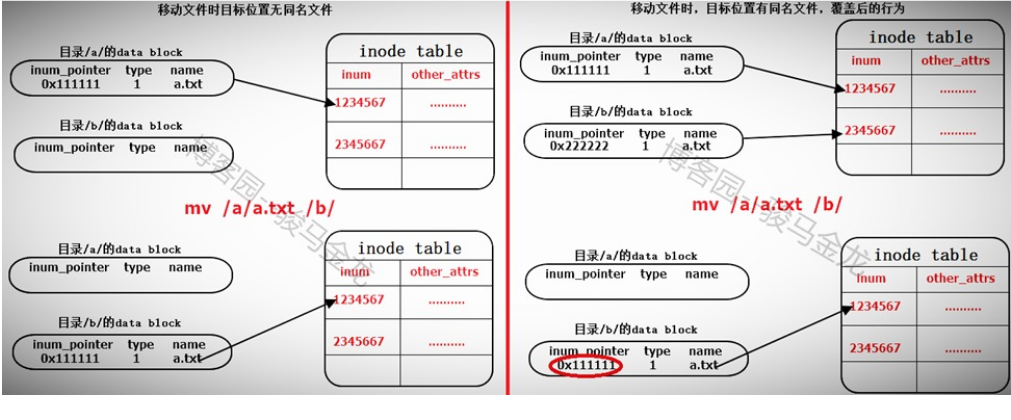 移动文件时目标位置无同名文件
目录/a/的data block
inum_pointer type name
0x111111 1 a.txt
目录/b/的data block
inum_pointer type name
inode table
inum other_attrs
1234567 ..........
2345667
博客园-骏马金龙
mv /a/a.txt /b/
目录/a/的data block
inum_pointer type name
目录/b/的data block
inum_pointer type name
0x111111 1 a.txt
inode table
inum other_attrs
1234567 ..........
2345667 ..........
移动文件时，目标位置有同名文件，覆盖后的行为
目录/a/的data block
inum_pointer type name
0x111111 1 a.txt
目录/b/的data block
inum_pointer type name
0x222222 1 a.txt
inode table
inum other_attrs
1234567 ..........
2345667 ..........
博客园-骏马金龙
mv /a/a.txt /b/
目录/a/的data block
inum_pointer type name
目录/b/的data block
inum_pointer type name
0x111111 1 a.txt
inode table
inum other_attrs
1234567 ..........
2345667 ..........